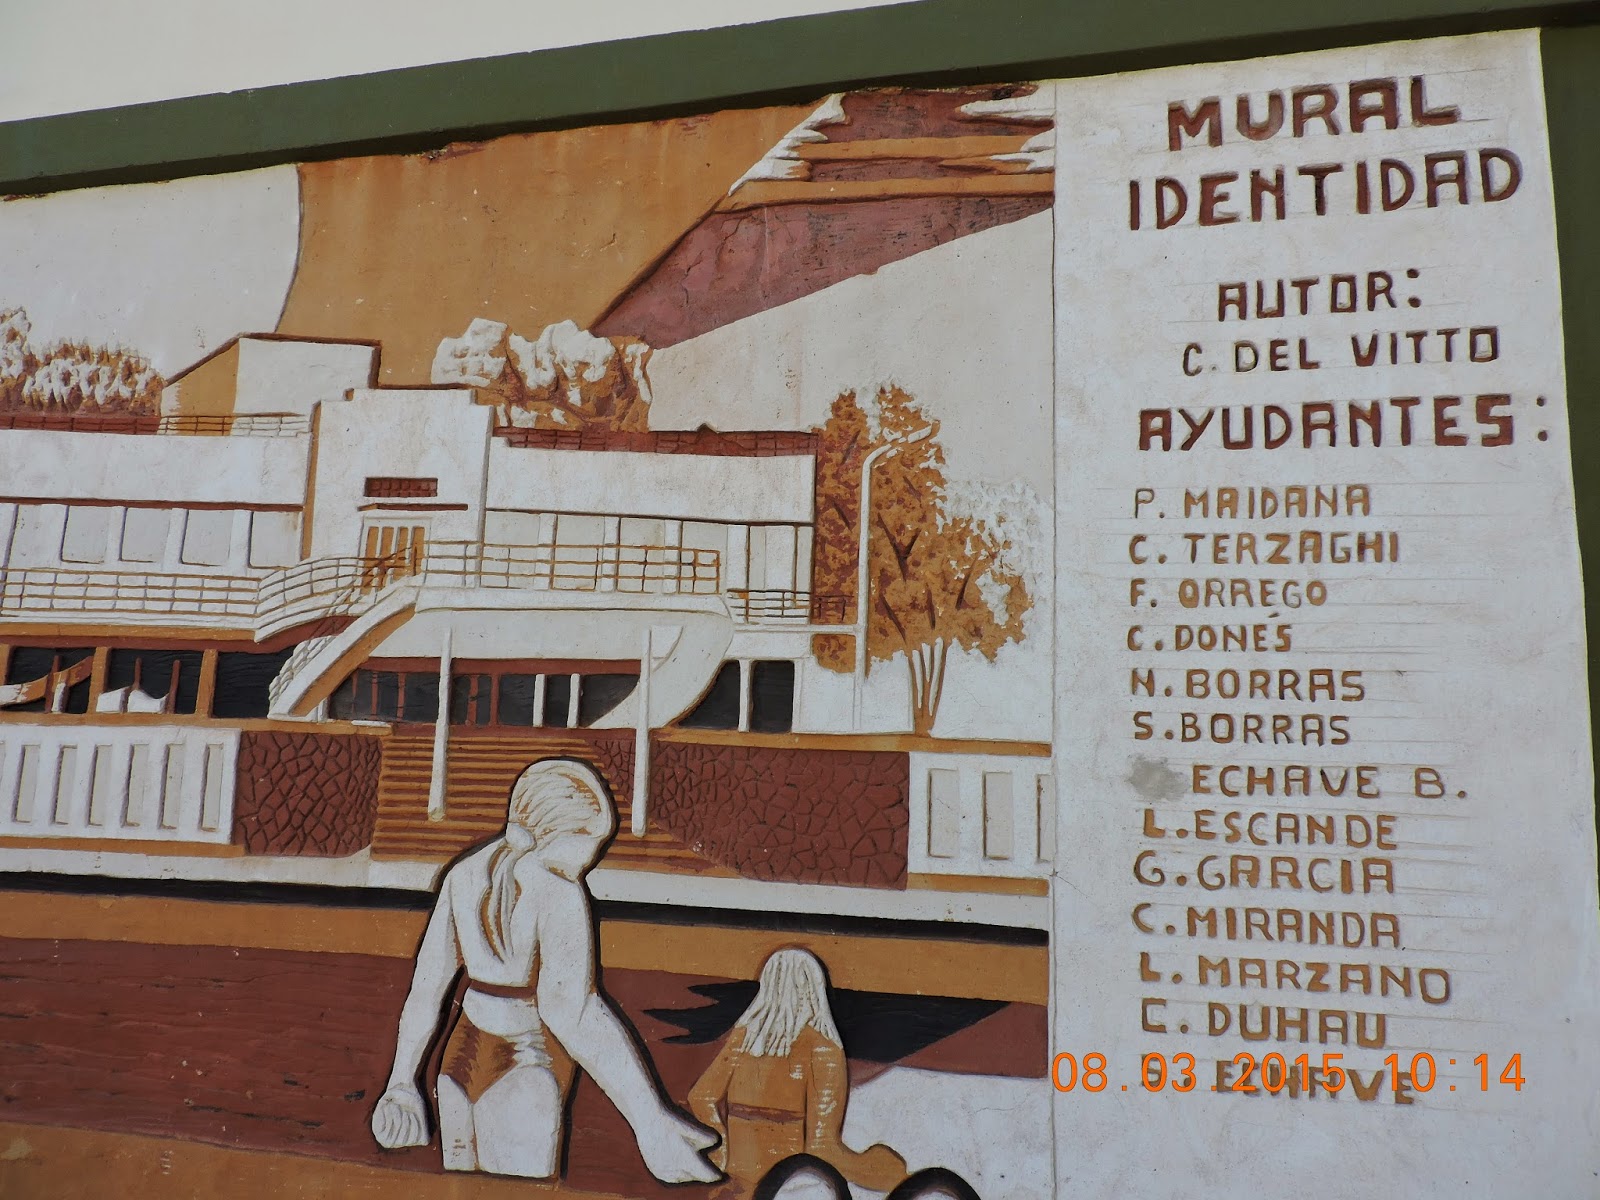 MURAL
IDENTIDAD
AUTOR:
C. DEL VITTO
AYUDANTES:
P. MAIDANA
C. TERZAGHI
F. ORREGO
C. DONÉS
N. BORRAS
S. BORRAS
ECHAVE B.
L. ESCANDE
G. GARCIA
C. MIRANDA
L. MARZANO
C. DUHAU
08.03.2015 10:14